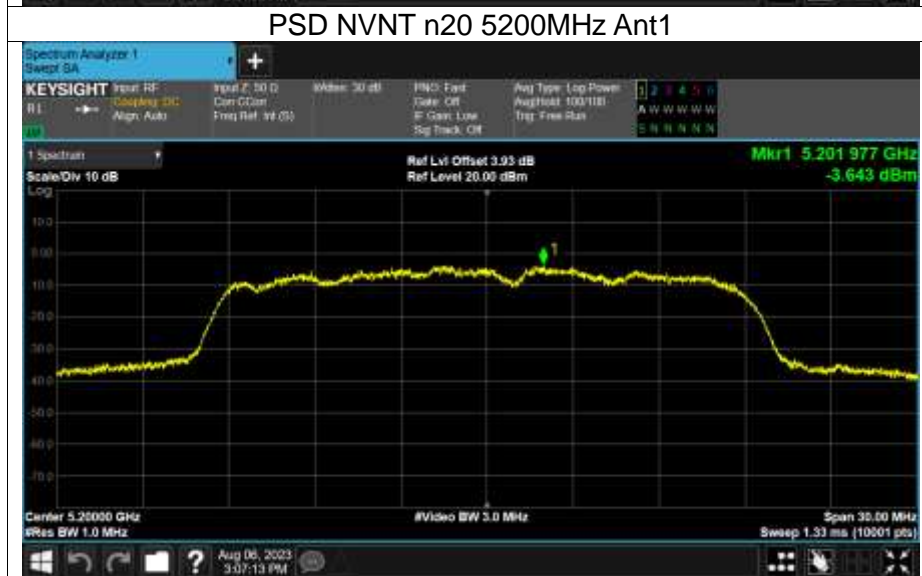 PSD NVNT n20 5200MHz Ant1
Spectrum Analyzer 1
Swept SA
+
KEYSIGHT Input: RF
Coupling: DC
Align: Auto
Input Z: 50 Ω
Corr CCorr
Freq Ref: Int (S)
#Atten: 30 dB
PNO: Fast
Gate: Off
IF Gain: Low
Sig Track: Off
Avg Type: Log-Power
Avg|Hold: 100/100
Trig: Free Run
1 2 3 4 5 6
A W W W W W
S N N N N N
1 Spectrum
Scale/Div 10 dB
Log
Ref Lvl Offset 3.93 dB
Ref Level 20.00 dBm
Mkr1 5.201 977 GHz
-3.643 dBm
10.0
0.00
-10.0
-20.0
-30.0
-40.0
-50.0
-60.0
-70.0
1
Center 5.20000 GHz
#Res BW 1.0 MHz
#Video BW 3.0 MHz
Span 30.00 MHz
Sweep 1.33 ms (10001 pts)
?
Aug 06, 2023
3:07:13 PM